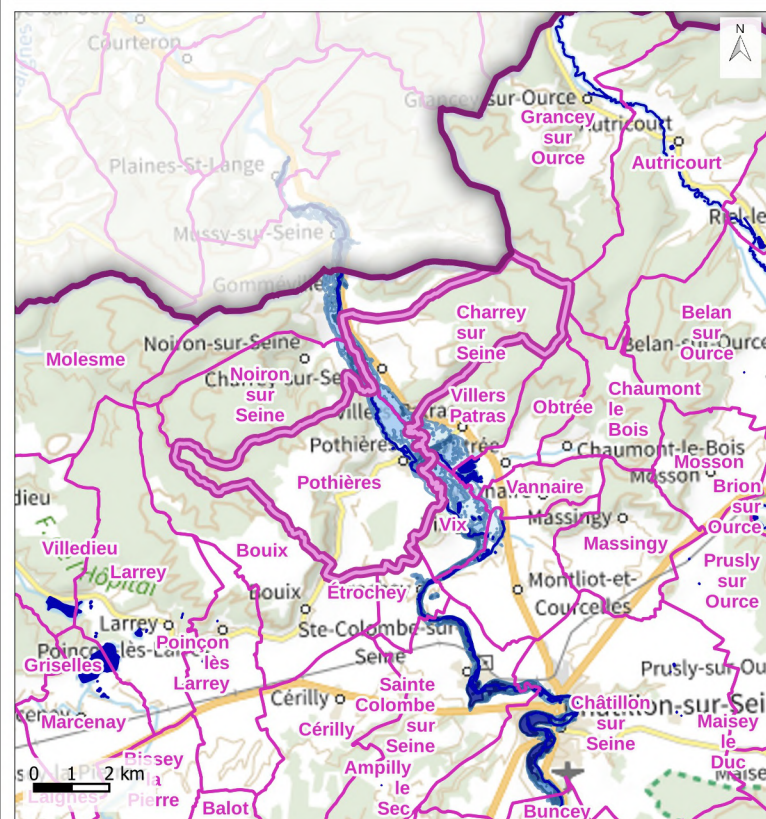 Courteron
N
Grancey-sur-Ource
Grancey
sur
Ource
Autricourt
Autricourt
Plaines-St-Lange
Mussy-sur-Seine
Gomméville
Charrey
sur
Seine
Belan
sur
Ource
Belan-sur-Ource
Molesme
Noiron-sur-Seine
Noiron
sur
Seine
Villers
Patras
Obtrée
Chaumont
le
Bois
Pothières
Chaumont-le-Bois
Mosson
Mosson
Pothières
Vannaire
Brion
sur
Ource
Vix
Massingy
Massingy
Villedieu
Larrey
Bouix
Prusly
sur
Ource
Bouix
Étrochey
Montliot-et-
Courcelles
Larrey
Ste-Colombe-sur-
Seine
Poinçon
lès
Larrey
Griselles
Prusly-sur-Ou
Marcenay
Cérilly
Cérilly
Sainte
Colombe
sur
Seine
Châtillon
sur
Seine
Maisey
le
Duc
Bissey
la
Pierre
Ampilly
le
Sec
0 1 2 km
Laignes
Balot
Buncey